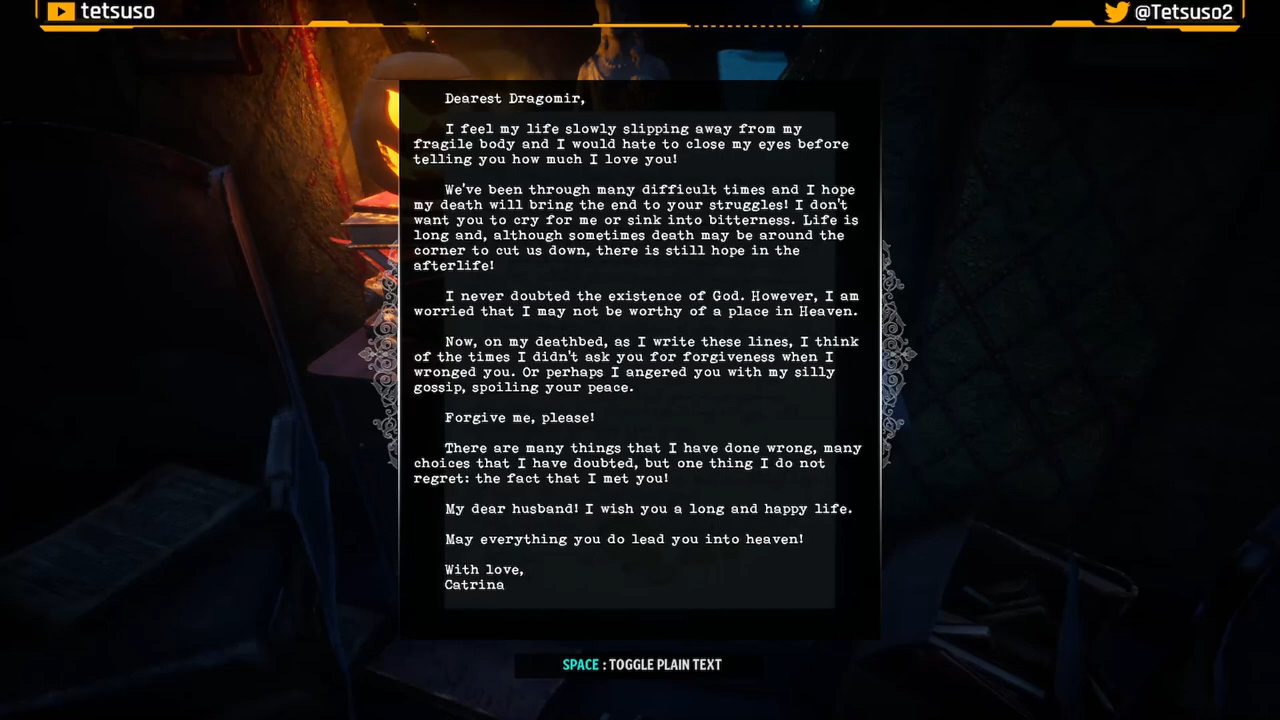 tetsuso
@Tetsuso2
Dearest Dragomir,
I feel my life slowly slipping away from my
fragile body and I would hate to close my eyes before
telling you how much I love you!
We've been through many difficult times and I hope
my death will bring the end to your struggles! I don't
want you to cry for me or sink into bitterness. Life is
long and, although sometimes death may be around the
corner to cut us down, there is still hope in the
afterlife!
I never doubted the existence of God. However, I am
worried that I may not be worthy of a place in Heaven.
Now, on my deathbed, as I write these lines, I think
of the times I didn't ask you for forgiveness when I
wronged you. Or perhaps I angered you with my silly
gossip, spoiling your peace.
Forgive me, please!
There are many things that I have done wrong, many
choices that I have doubted, but one thing I do not
regret: the fact that I met you!
My dear husband! I wish you a long and happy life.
May everything you do lead you into heaven!
With love,
Catrina
SPACE : TOGGLE PLAIN TEXT